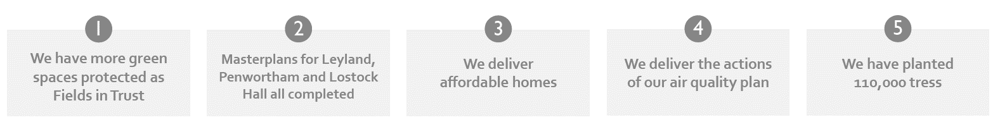 1
We have more green
spaces protected as
Fields in Trust
2
Masterplans for Leyland,
Penwortham and Lostock
Hall all completed
3
We deliver
affordable homes
4
We deliver the actions
of our air quality plan
5
We have planted
110,000 tress